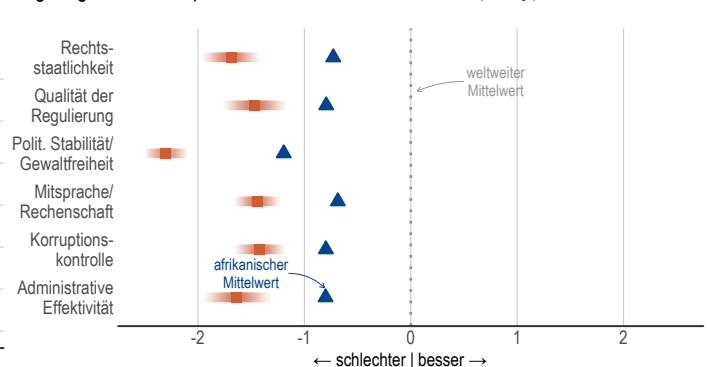 Rechts-
staatlichkeit
Qualität der
Regulierung
Polit. Stabilität/
Gewaltfreiheit
Mitsprache/
Rechenschaft
Korruptions-
kontrolle
Administrative
Effektivität
weltweiter
Mittelwert
afrikanischer
Mittelwert
-2 -1 0 1 2
← schlechter | besser →